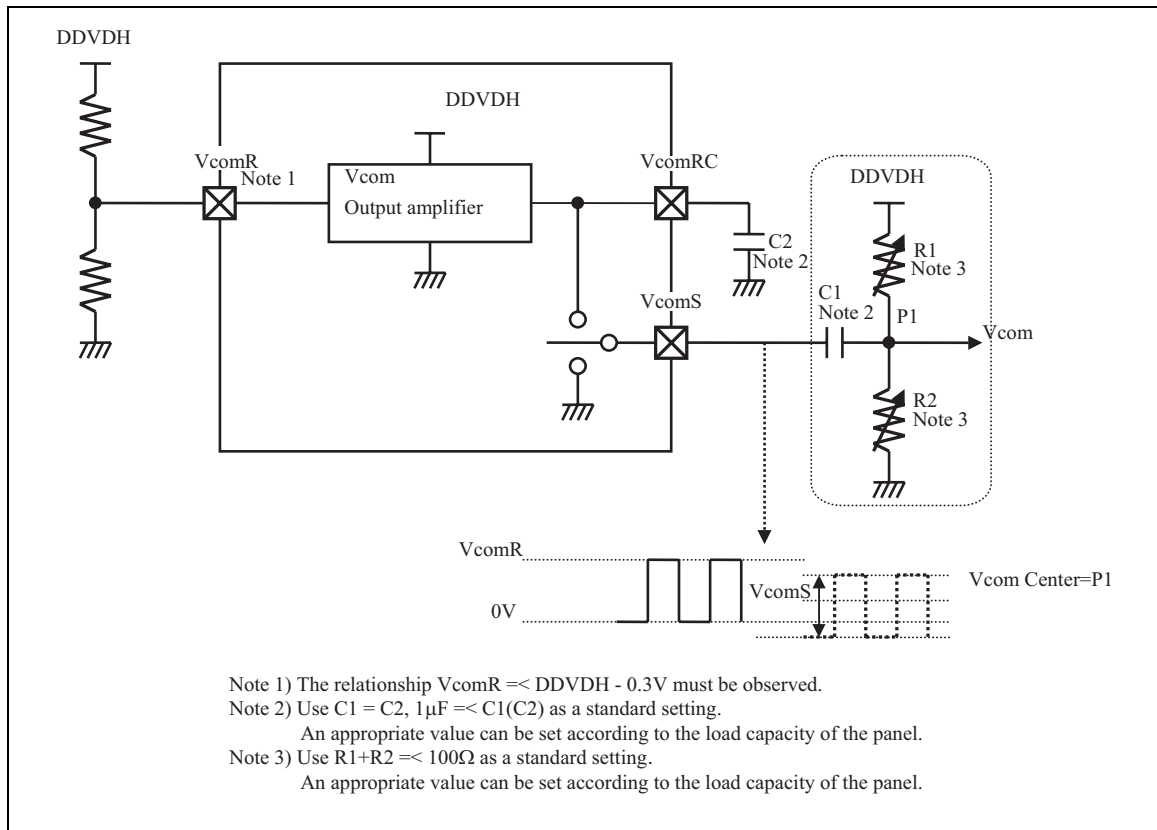 DDVDH
DDVDH
VcomR
Note 1
Vcom
Output amplifier
VcomRC
C2
Note 2
VcomS
DDVDH
R1
Note 3
C1
Note 2
P1
Vcom
R2
Note 3
VcomR
0V
VcomS
Vcom Center=P1
Note 1) The relationship VcomR =< DDVDH - 0.3V must be observed.
Note 2) Use C1 = C2, 1μF =< C1(C2) as a standard setting.
An appropriate value can be set according to the load capacity of the panel.
Note 3) Use R1+R2 =< 100Ω as a standard setting.
An appropriate value can be set according to the load capacity of the panel.